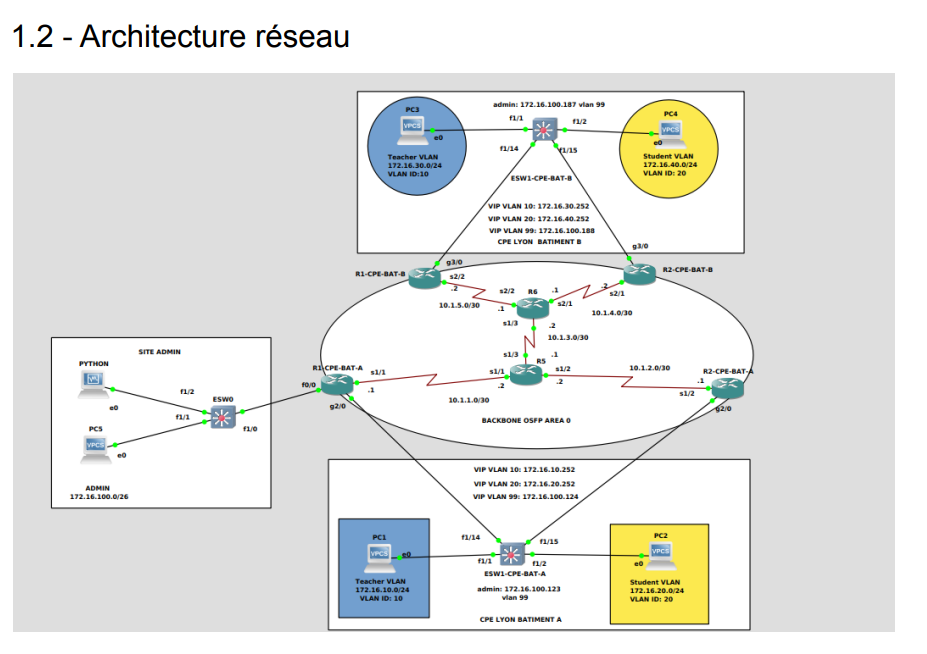 1.2 - Architecture réseau
PC3
VPCS
e0
Teacher VLAN
172.16.30.0/24
VLAN ID:10
admin: 172.16.100.187 vlan 99
f1/1
f1/2
f1/14
f1/15
ESW1-CPE-BAT-B
PC4
VPCS
e0
Student VLAN
172.16.40.0/24
VLAN ID: 20
VIP VLAN 10: 172.16.30.252
VIP VLAN 20: 172.16.40.252
VIP VLAN 99: 172.16.100.188
CPE LYON BATIMENT B
g3/0
g3/0
R1-CPE-BAT-B
s2/2
.2
R2-CPE-BAT-B
.2
s2/1
s2/2
R6
.1
s2/1
.1
10.1.5.0/30
10.1.4.0/30
s1/3
.2
10.1.3.0/30
s1/3
.1
R5
SITE ADMIN
PYTHON
e0
f1/2
ESW0
f1/1
f1/0
PC5
VPCS
e0
ADMIN
172.16.100.0/26
R1-CPE-BAT-A
f0/0
s1/1
.1
g2/0
s1/1
.2
s1/2
.2
10.1.1.0/30
10.1.2.0/30
R2-CPE-BAT-A
.1
s1/2
g2/0
BACKBONE OSFP AREA 0
VIP VLAN 10: 172.16.10.252
VIP VLAN 20: 172.16.20.252
VIP VLAN 99: 172.16.100.124
PC1
VPCS
e0
Teacher VLAN
172.16.10.0/24
VLAN ID: 10
f1/14
f1/15
f1/1
f1/2
ESW1-CPE-BAT-A
admin: 172.16.100.123
vlan 99
PC2
VPCS
e0
Student VLAN
172.16.20.0/24
VLAN ID: 20
CPE LYON BATIMENT A